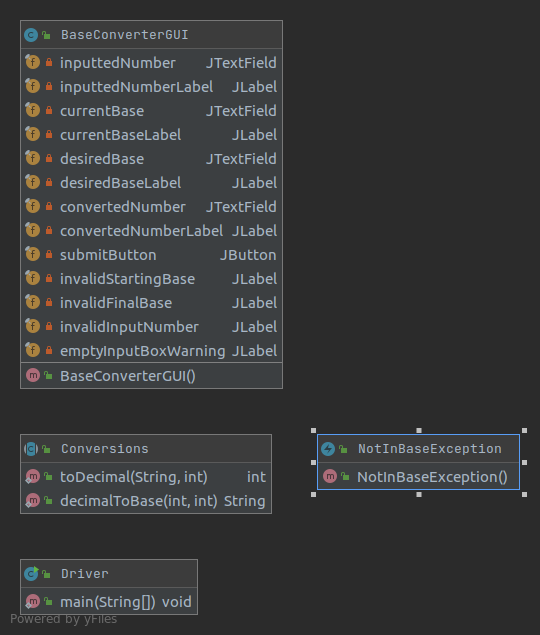 BaseConverterGUI
inputtedNumber JTextField
inputtedNumberLabel JLabel
currentBase JTextField
currentBaseLabel JLabel
desiredBase JTextField
desiredBaseLabel JLabel
convertedNumber JTextField
convertedNumberLabel JLabel
submitButton JButton
invalidStartingBase JLabel
invalidFinalBase JLabel
invalidInputNumber JLabel
emptyInputBoxWarning JLabel
BaseConverterGUI()
Conversions
toDecimal(String, int) int
decimalToBase(int, int) String
NotInBaseException
NotInBaseException()
Driver
main(String[]) void
Powered by yFiles